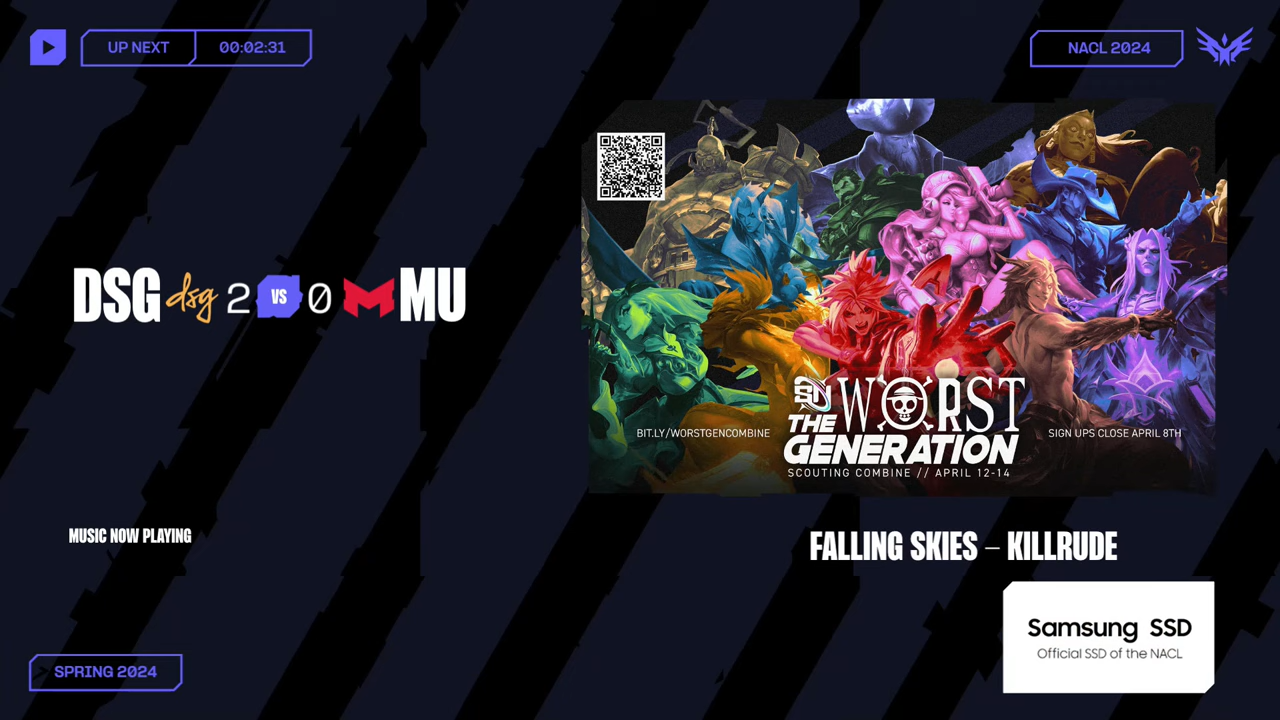 UP NEXT
00:02:31
NACL 2024
DSG dsg 2 VS 0 MU
WORST
THE
GENERATION
BIT.LY/WORSTGENCOMBINE
SIGN UPS CLOSE APRIL 8TH
SCOUTING COMBINE // APRIL 12-14
MUSIC NOW PLAYING
FALLING SKIES – KILLRUDE
Samsung SSD
Official SSD of the NACL
SPRING 2024